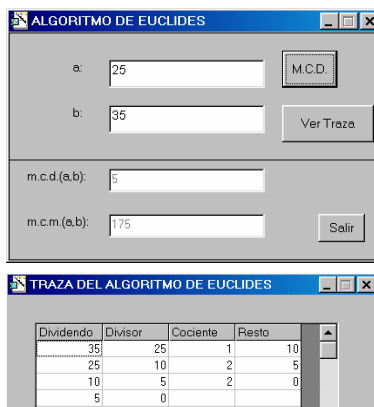 ALGORITMO DE EUCLIDES
a: 25 M.C.D.
b: 35 Ver Traza
m.c.d.(a,b): 5
m.c.m.(a,b): 175 Salir
TRAZA DEL ALGORITMO DE EUCLIDES
Dividendo Divisor Cociente Resto
35 25 1 10
25 10 2 5
10 5 2 0
5 0